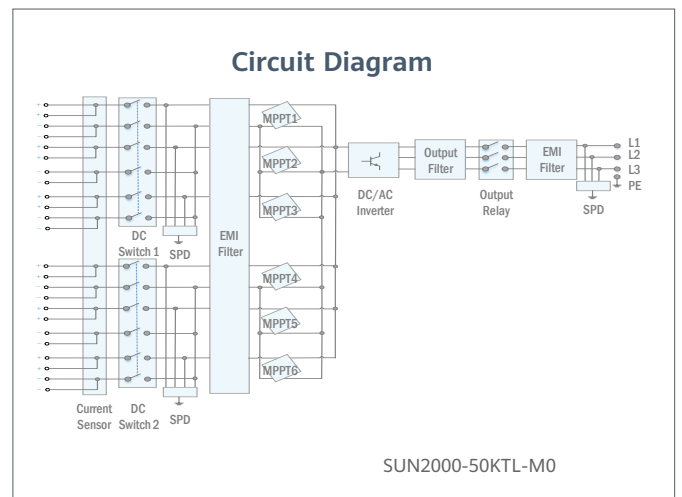 Circuit Diagram
MPPT1
MPPT2
MPPT3
MPPT4
MPPT5
MPPT6
DC
Switch 1
SPD
EMI
Filter
DC/AC
Inverter
Output
Filter
Output
Relay
EMI
Filter
SPD
L1
L2
L3
PE
Current
Sensor
DC
Switch 2
SPD
SUN2000-50KTL-M0